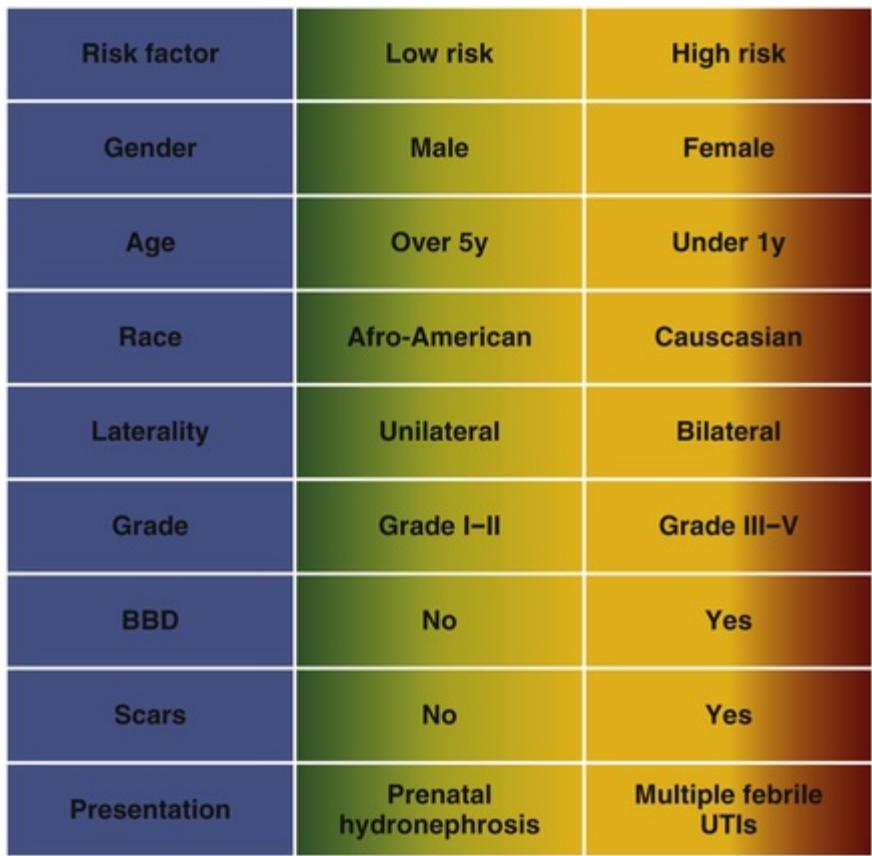 Risk factor Low risk High risk
Gender Male Female
Age Over 5y Under 1y
Race Afro-American Causcasian
Laterality Unilateral Bilateral
Grade Grade I–II Grade III–V
BBD No Yes
Scars No Yes
Presentation Prenatal hydronephrosis Multiple febrile UTIs